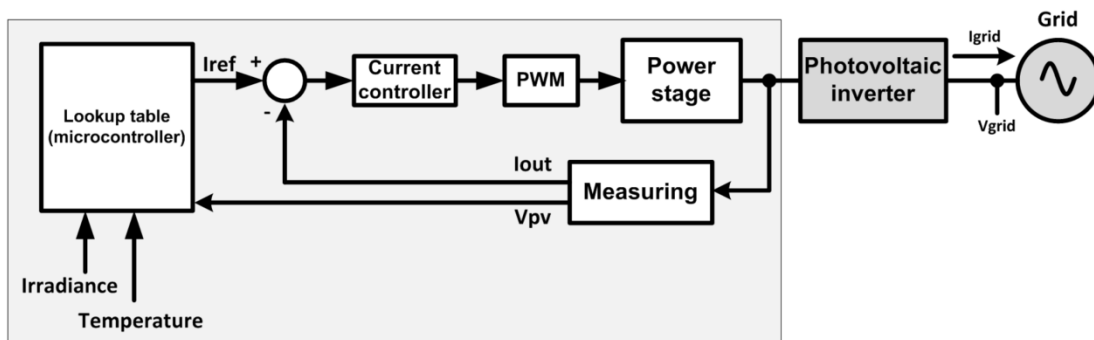 Grid
Igrid
Iref
+
-
Lookup table
(microcontroller)
Current
controller
PWM
Power
stage
Photovoltaic
inverter
Vgrid
Iout
Measuring
Vpv
Irradiance
Temperature